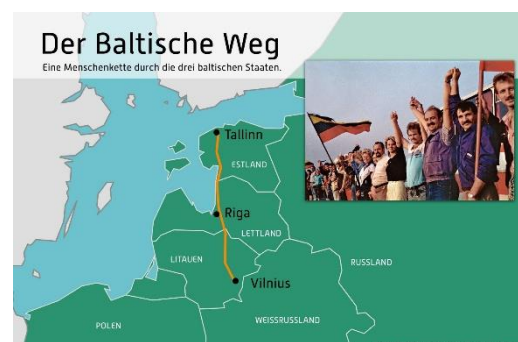 Der Baltische Weg
Eine Menschenkette durch die drei baltischen Staaten.
Tallinn
ESTLAND
Riga
LETTLAND
LITAUEN
RUSSLAND
Vilnius
POLEN
WEISSRUSSLAND